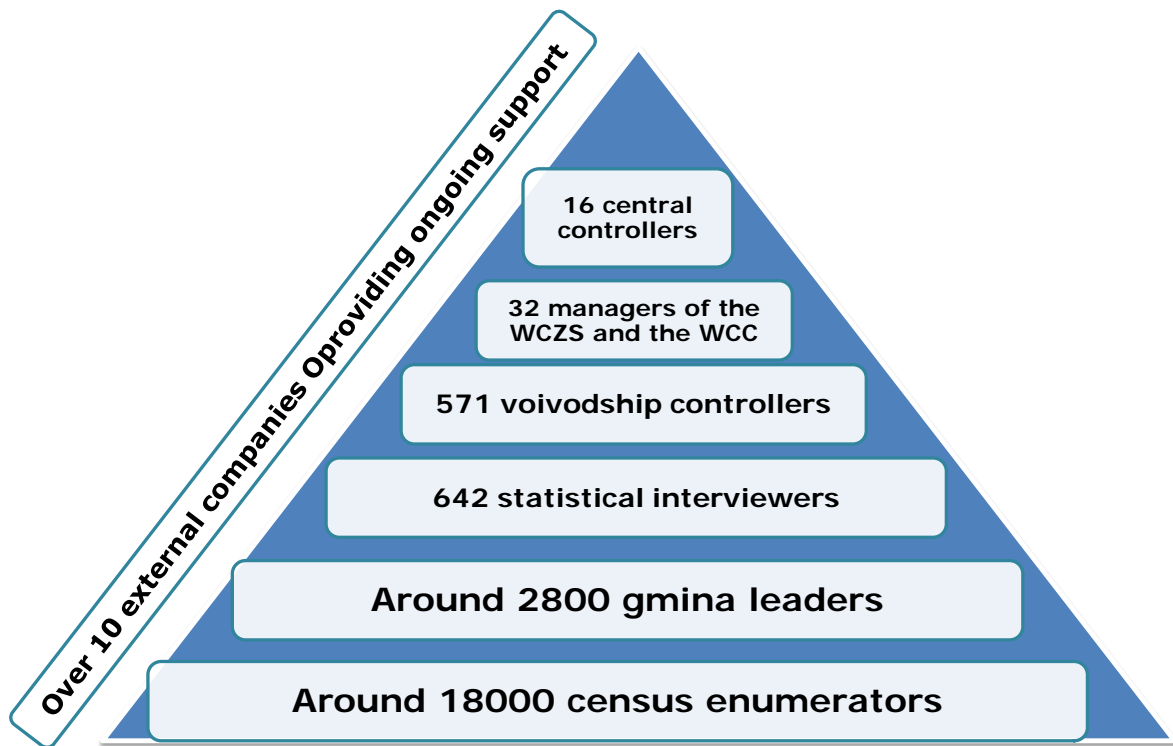 Over 10 external companies Oproviding ongoing support
16 central
controllers
32 managers of the
WCZS and the WCC
571 voivodship controllers
642 statistical interviewers
Around 2800 gmina leaders
Around 18000 census enumerators